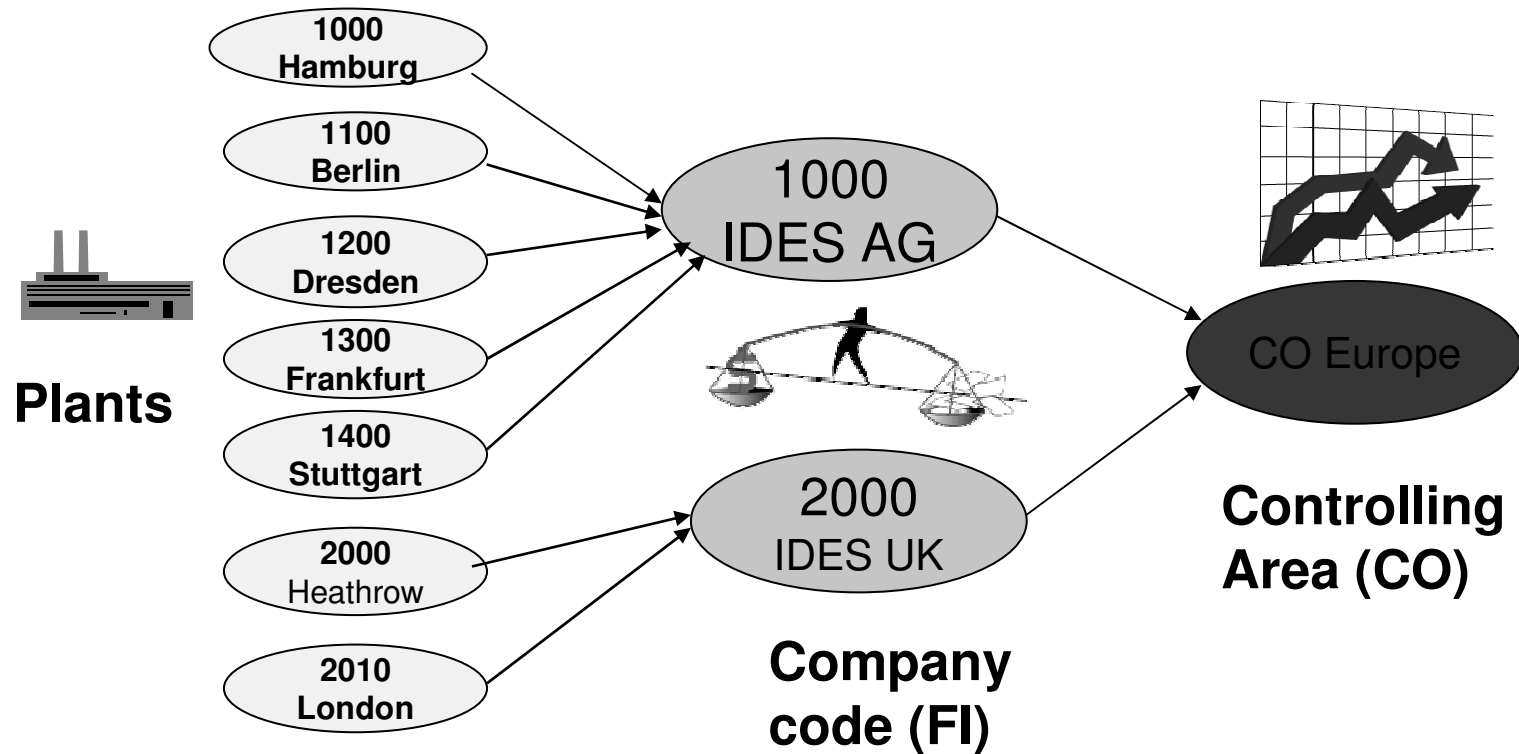 Plants
1000
Hamburg
1100
Berlin
1200
Dresden
1300
Frankfurt
1400
Stuttgart
2000
Heathrow
2010
London
1000
IDES AG
$
2000
IDES UK
Company
code (FI)
CO Europe
Controlling
Area (CO)